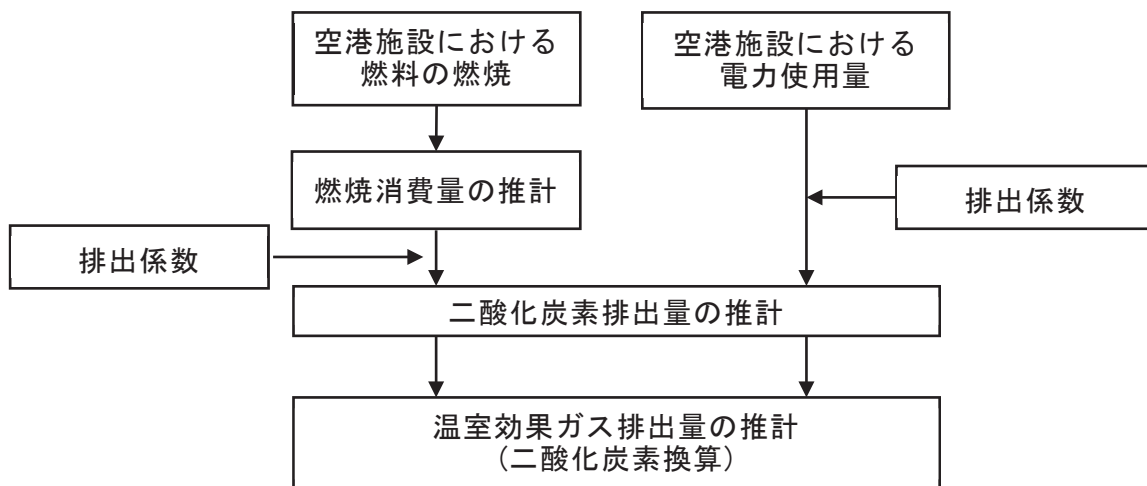 空港施設における
燃料の燃焼
空港施設における
電力使用量
燃焼消費量の推計
排出係数
排出係数
二酸化炭素排出量の推計
温室効果ガス排出量の推計
(二酸化炭素換算)